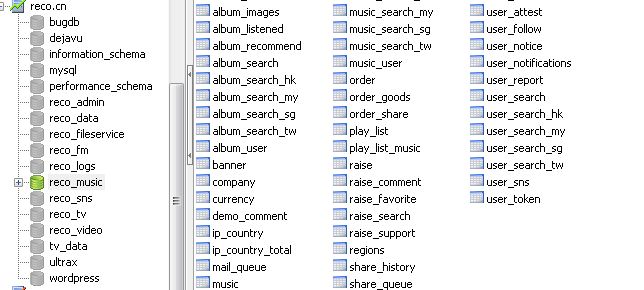 reco.cn
bugdb
dejavu
information_schema
mysql
performance_schema
reco_admin
reco_data
reco_fileservice
reco_fm
reco_logs
reco_music
reco_sns
reco_tv
reco_video
tv_data
ultrax
wordpress
album_images
album_listened
album_recommend
album_search
album_search_hk
album_search_my
album_search_sg
album_search_tw
album_user
banner
company
currency
demo_comment
ip_country
ip_country_total
mail_queue
music
music_search_my
music_search_sg
music_search_tw
music_user
order
order_goods
order_share
play_list
play_list_music
raise
raise_comment
raise_favorite
raise_search
raise_support
regions
share_history
share_queue
user_attest
user_follow
user_notice
user_notifications
user_report
user_search
user_search_hk
user_search_my
user_search_sg
user_search_tw
user_sns
user_token